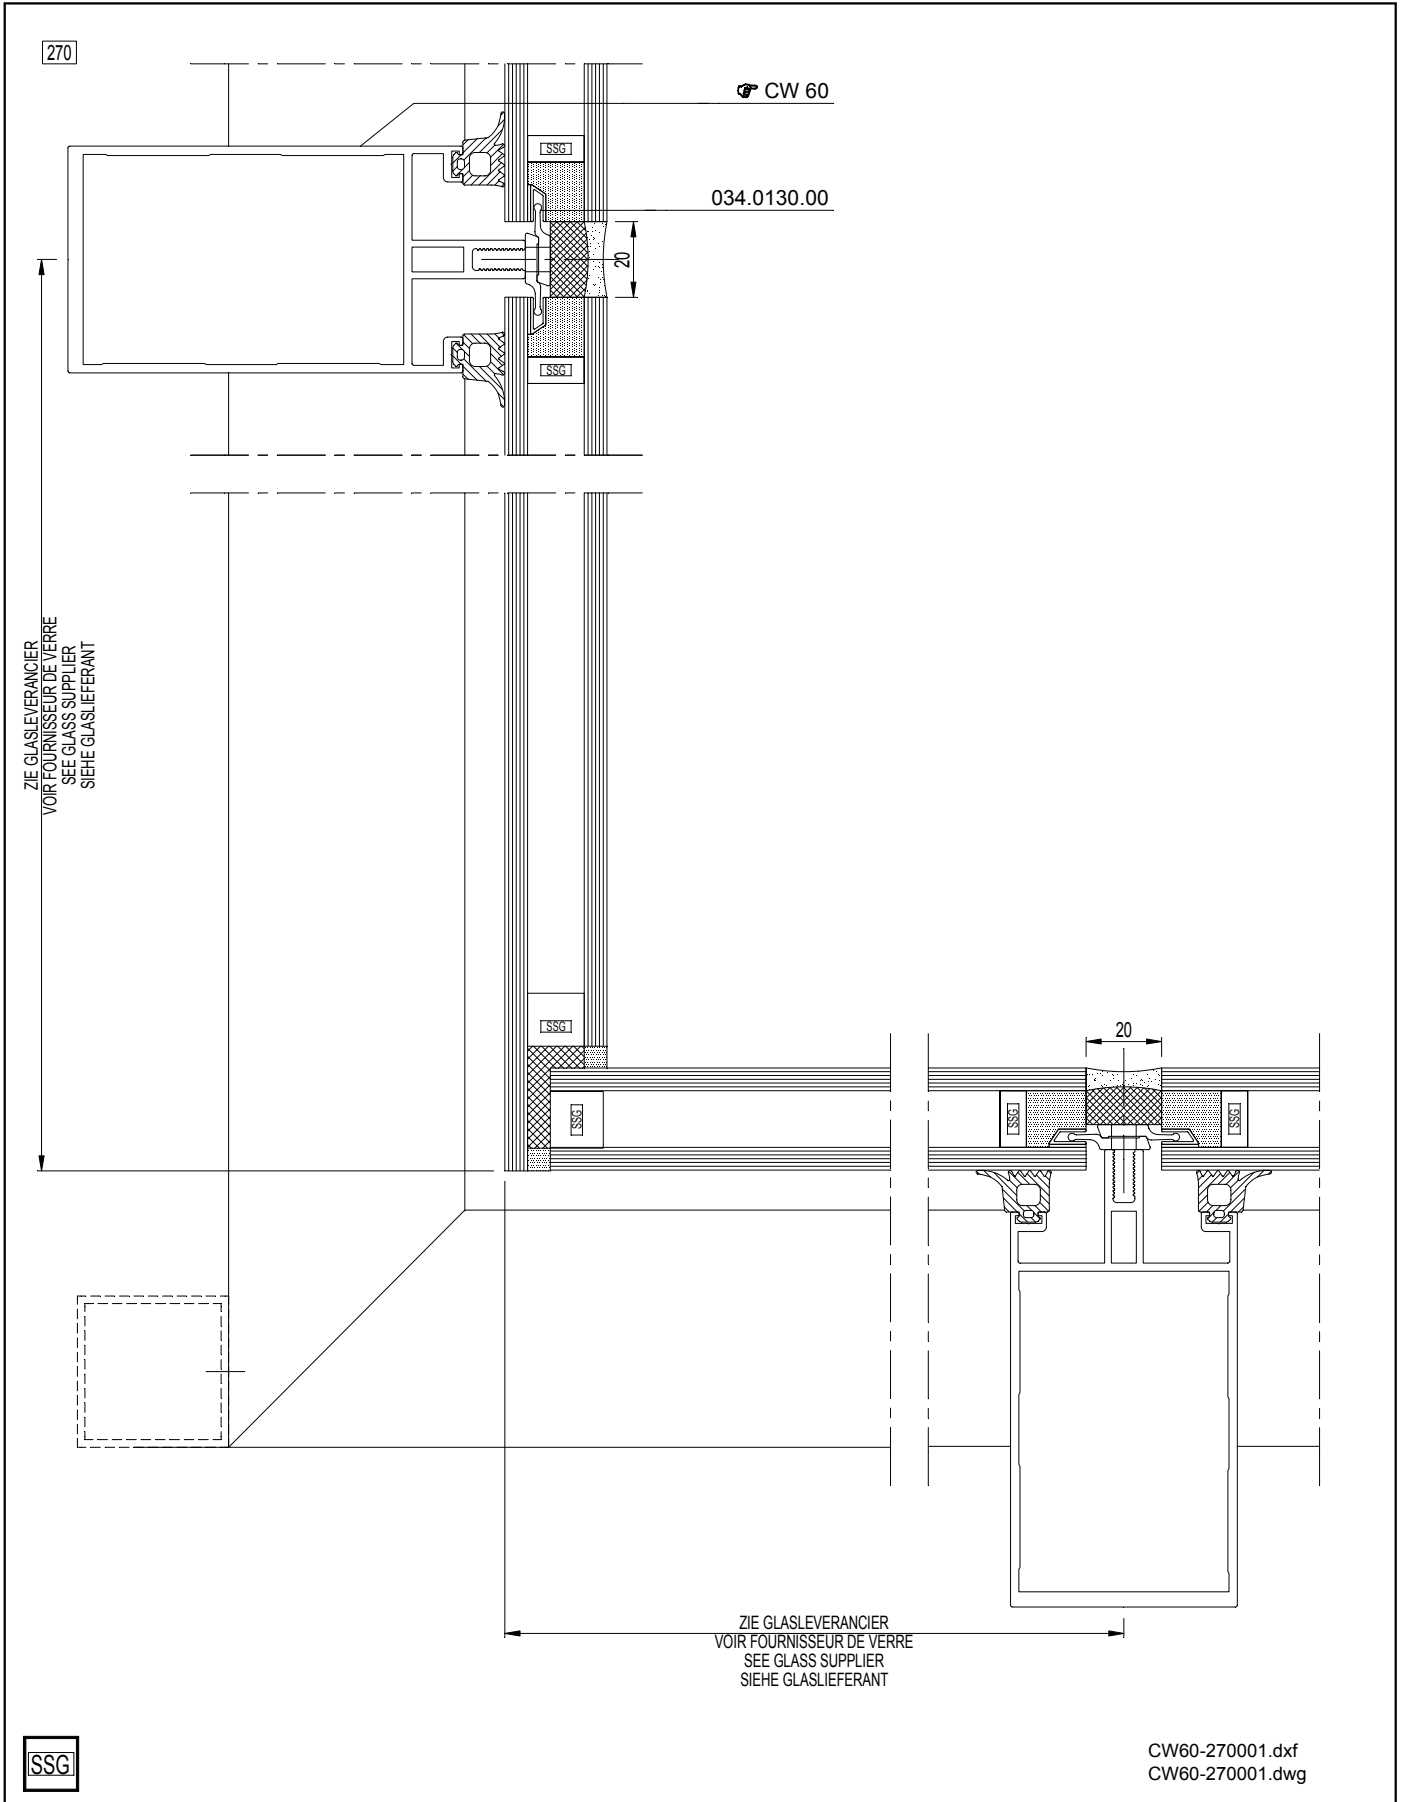 270
CW 60
SSG
034.0130.00
20
SSG
ZIE GLASLEVERANCIER
VOIR FOURNISSEUR DE VERRE
SEE GLASS SUPPLIER
SIEHE GLASLIEFERANT
SSG
20
SSG
SSG
SSG
ZIE GLASLEVERANCIER
VOIR FOURNISSEUR DE VERRE
SEE GLASS SUPPLIER
SIEHE GLASLIEFERANT
SSG
CW60-270001.dxf
CW60-270001.dwg